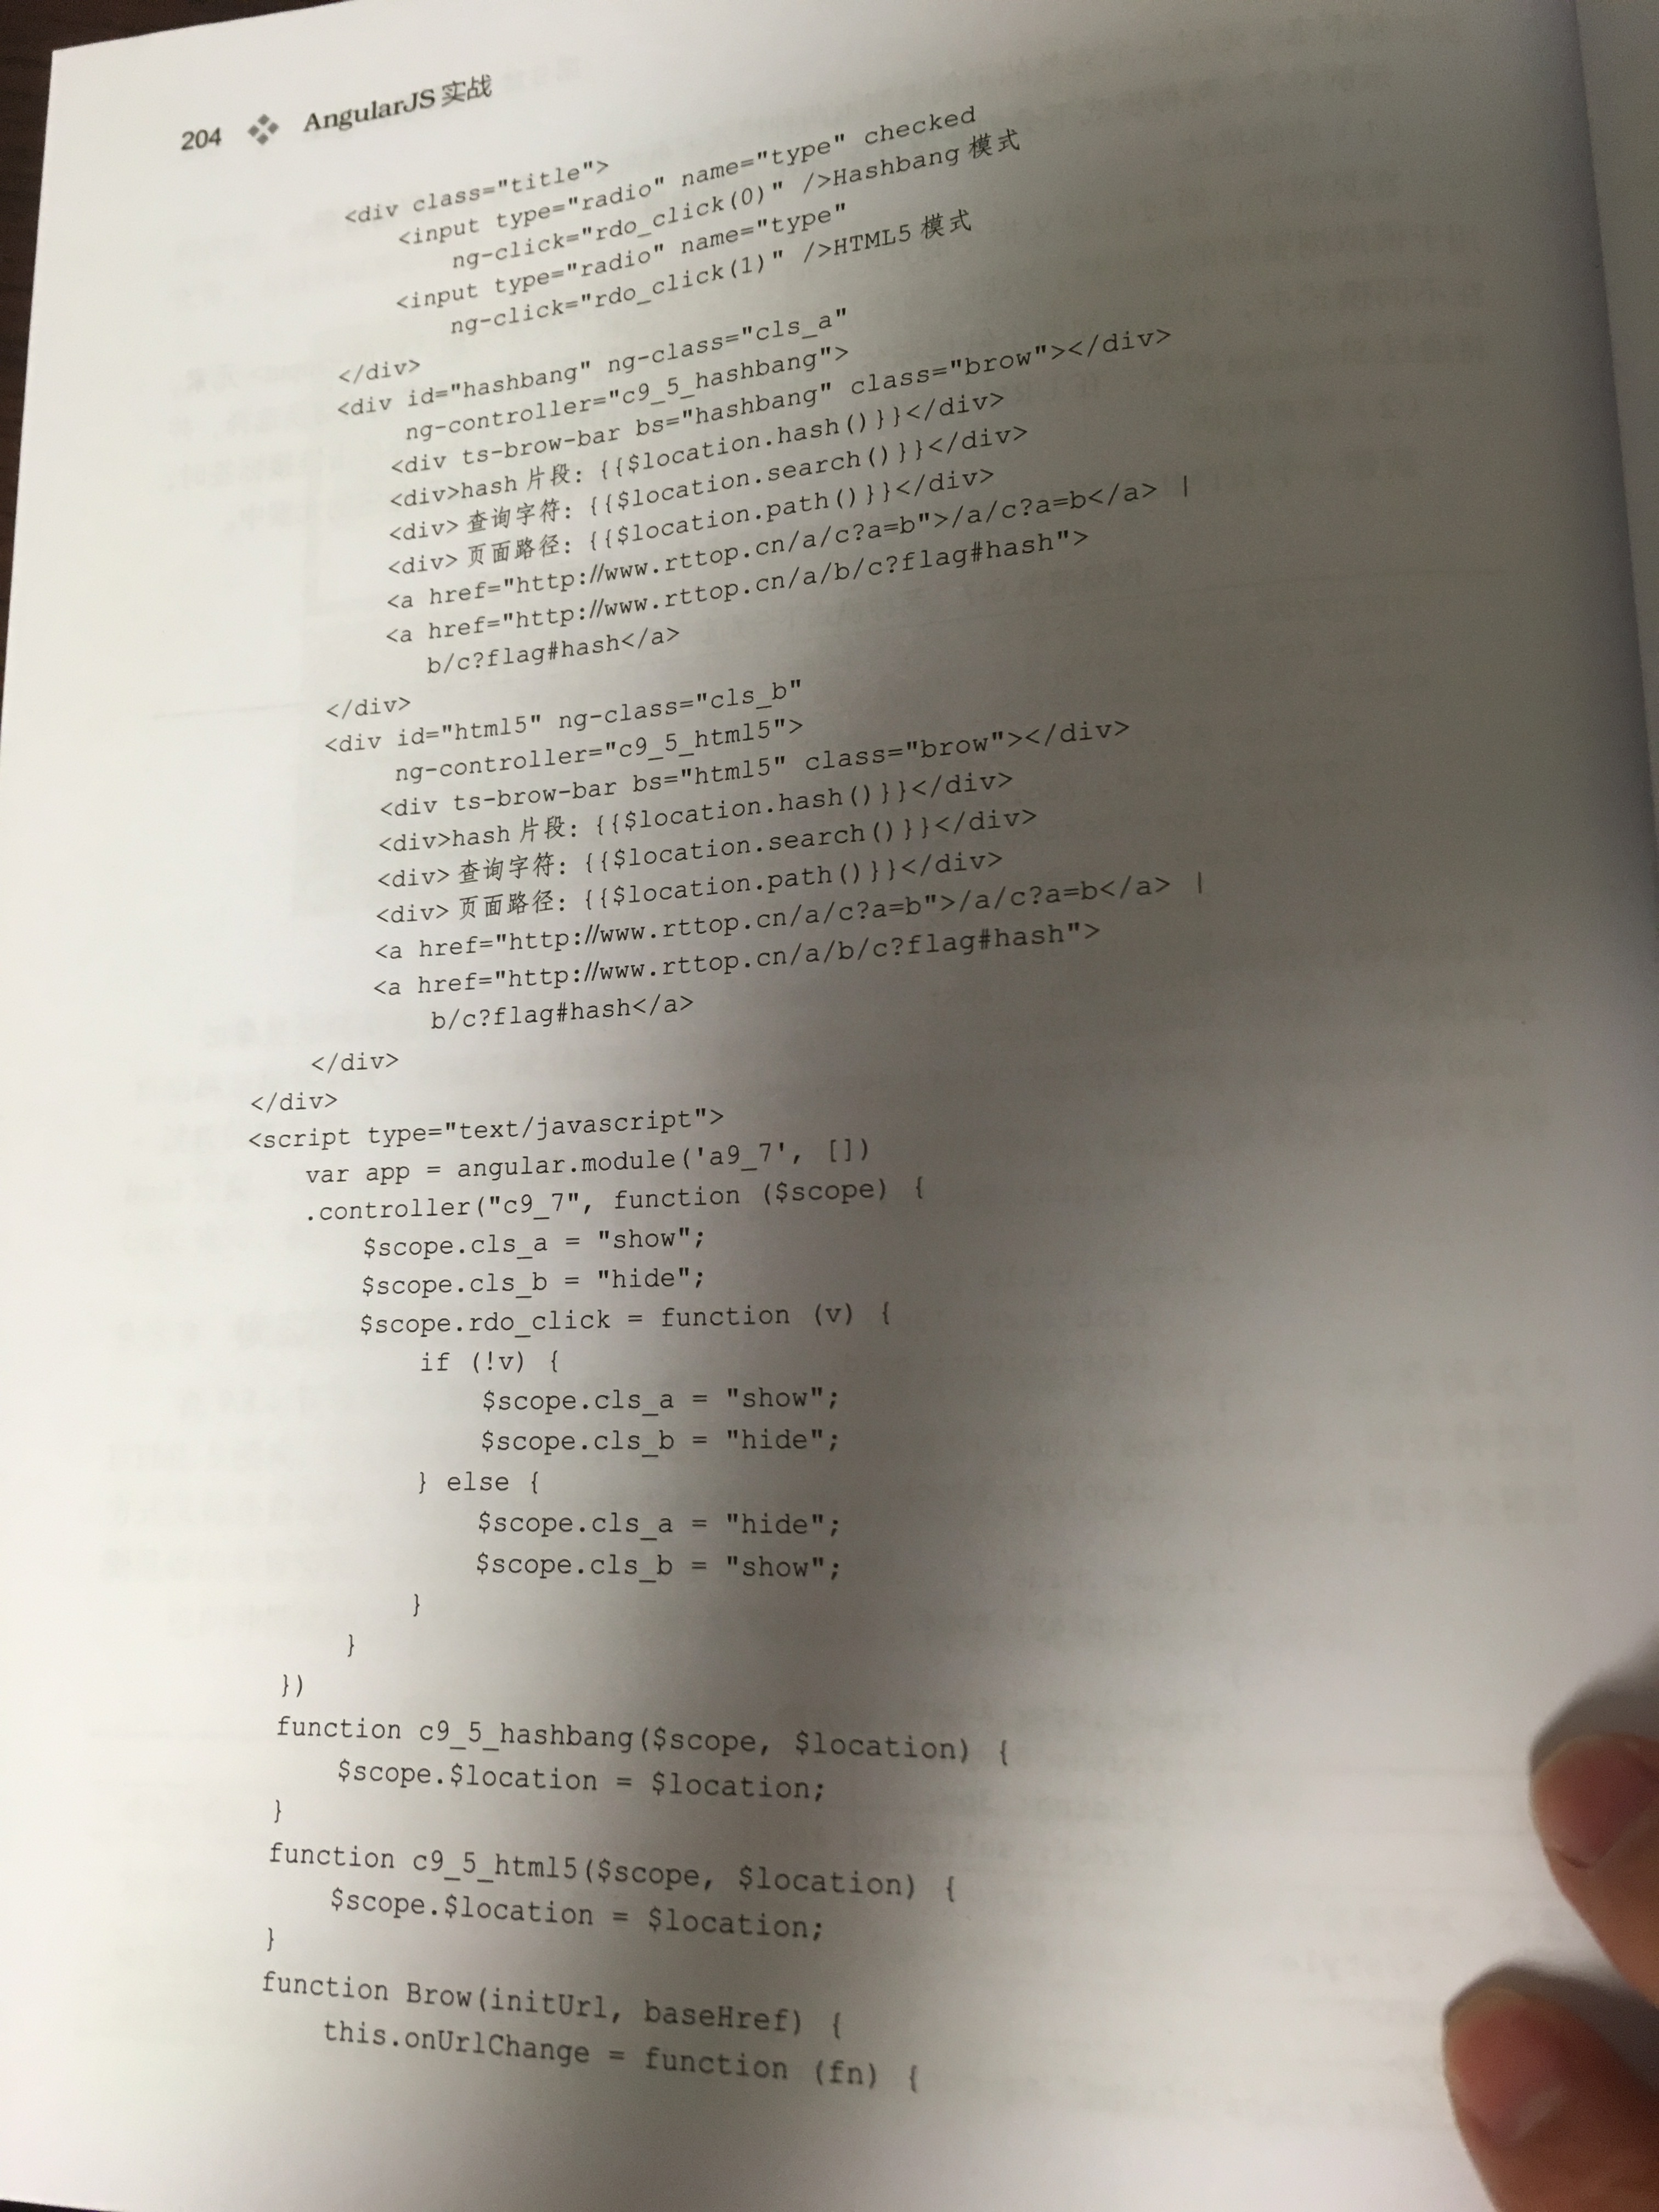 204 AngularJS 实战
<div class="title">
<input type="radio" name="type" checked
ng-click="rdo_click(0)" />Hashbang 模式
<input type="radio" name="type"
ng-click="rdo_click(1)" />HTML5 模式
</div>
<div id="hashbang" ng-class="cls_a"
ng-controller="c9_5_hashbang">
<div ts-brow-bar bs="hashbang" class="brow"></div>
<div>hash 片段: {{$location.hash()}}</div>
<div> 查询字符: {{$location.search()}}</div>
<div> 页面路径: {{$location.path()}}</div>
<a href="http://www.rttop.cn/a/c?a=b">/a/c?a=b</a> |
<a href="http://www.rttop.cn/a/b/c?flag#hash">
b/c?flag#hash</a>
</div>
<div id="html5" ng-class="cls_b"
ng-controller="c9_5_html5">
<div ts-brow-bar bs="html5" class="brow"></div>
<div>hash 片段: {{$location.hash()}}</div>
<div> 查询字符: {{$location.search()}}</div>
<div> 页面路径: {{$location.path()}}</div>
<a href="http://www.rttop.cn/a/c?a=b">/a/c?a=b</a> |
<a href="http://www.rttop.cn/a/b/c?flag#hash">
b/c?flag#hash</a>
</div>
</div>
<script type="text/javascript">
var app = angular.module('a9_7', [])
.controller("c9_7", function ($scope) {
$scope.cls_a = "show";
$scope.cls_b = "hide";
$scope.rdo_click = function (v) {
if (!v) {
$scope.cls_a = "show";
$scope.cls_b = "hide";
} else {
$scope.cls_a = "hide";
$scope.cls_b = "show";
}
}
})
function c9_5_hashbang($scope, $location) {
$scope.$location = $location;
}
function c9_5_html5($scope, $location) {
$scope.$location = $location;
}
function Brow(initUrl, baseHref) {
this.onUrlChange = function (fn) {